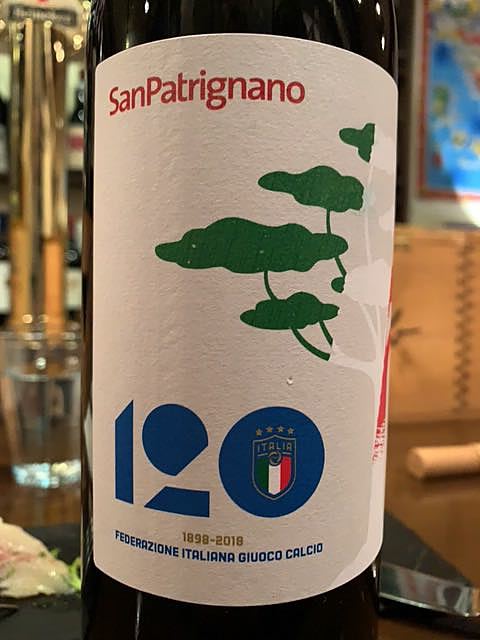 SanPatrignano
120
ITALIA
1898-2018
FEDERAZIONE ITALIANA GIUOCO CALCIO